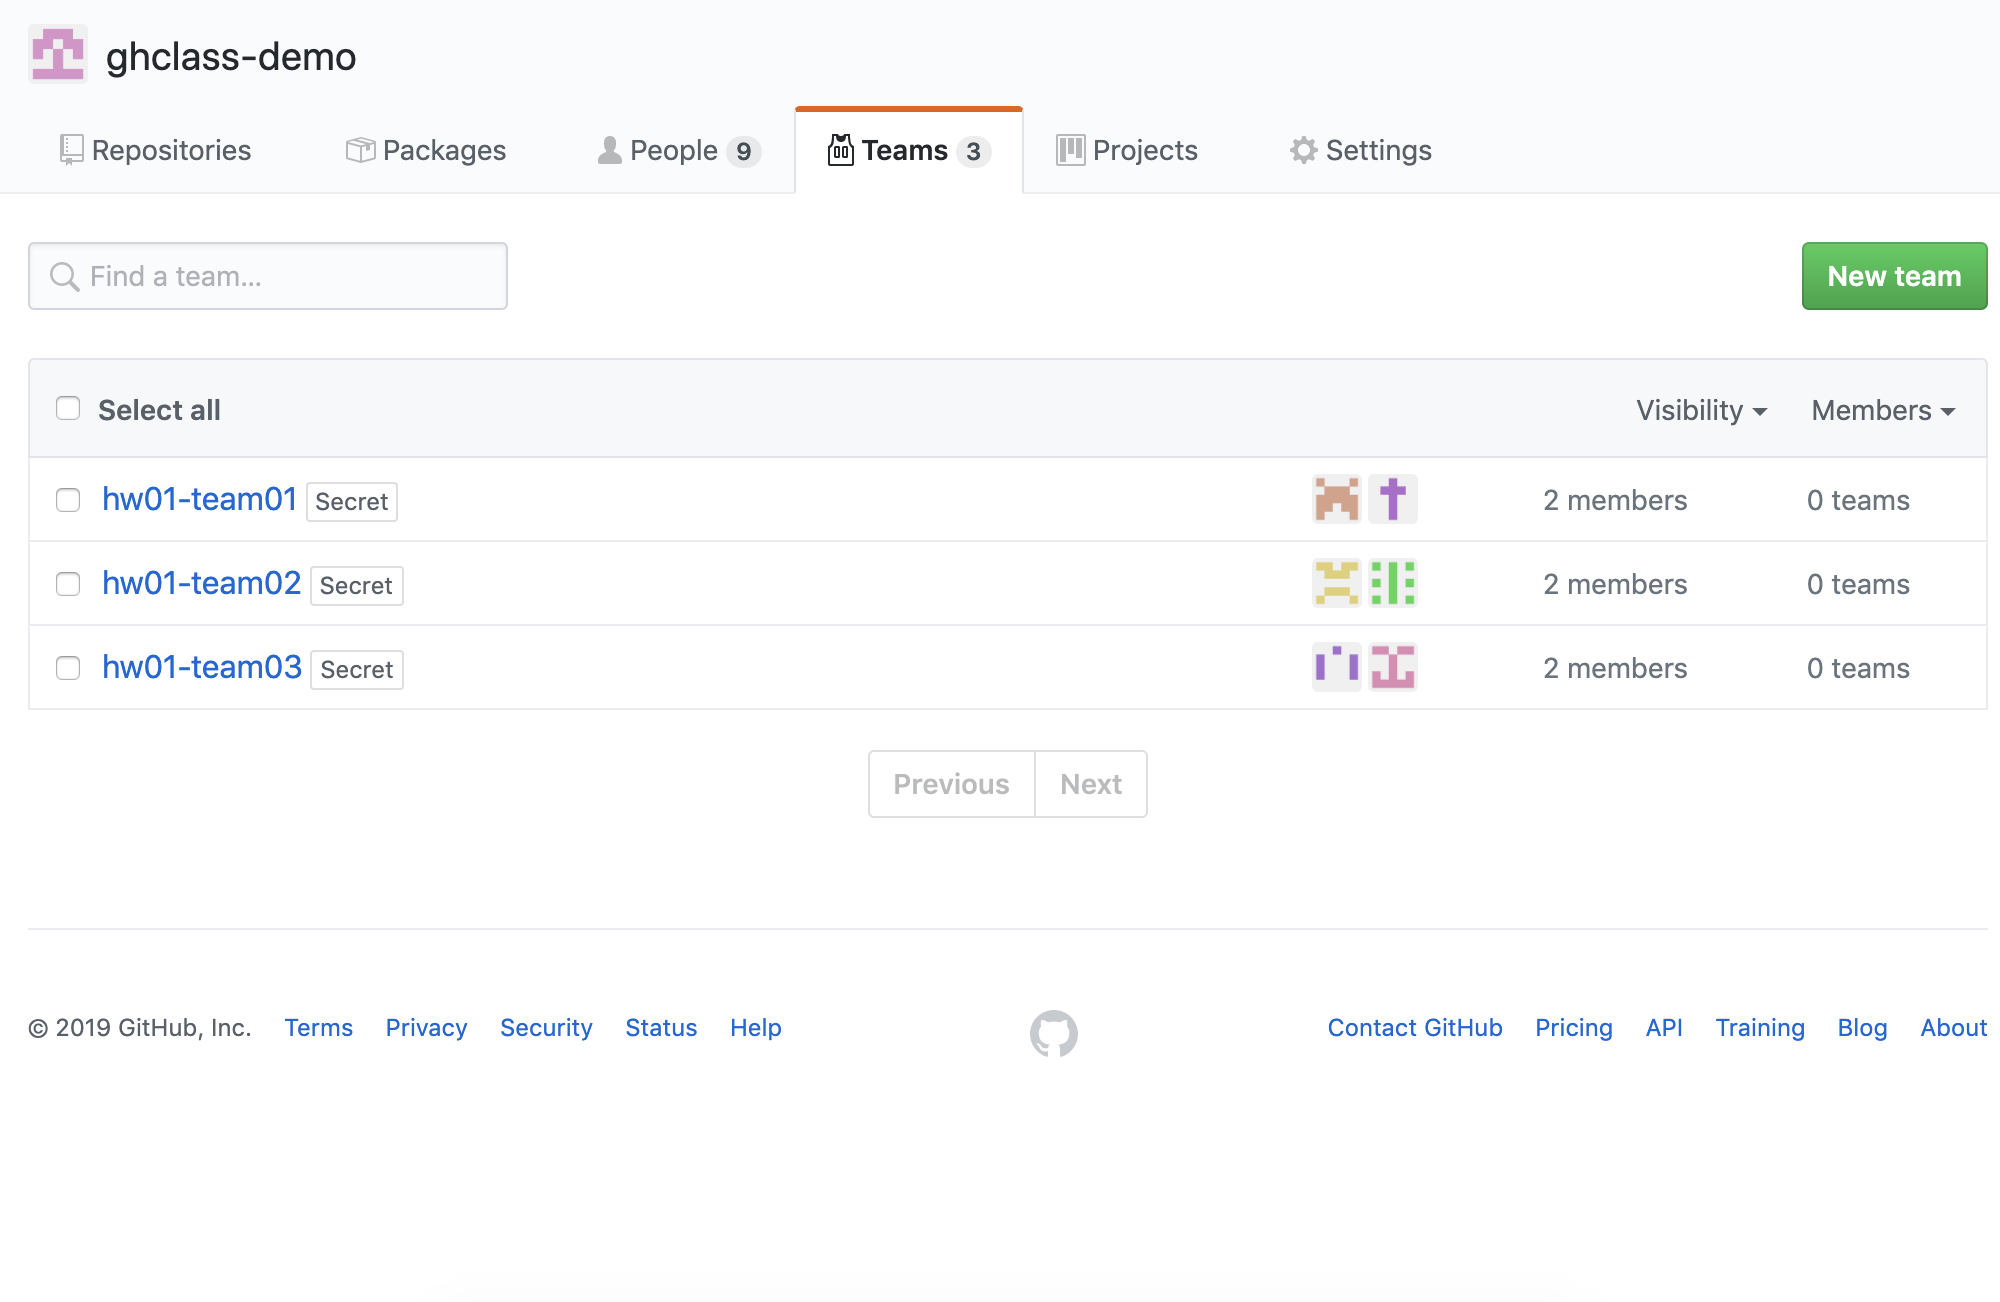 ghclass-demo
Repositories Packages People 9 Teams 3 Projects Settings
Find a team... New team
Select all Visibility Members
hw01-team01 Secret 2 members 0 teams
hw01-team02 Secret 2 members 0 teams
hw01-team03 Secret 2 members 0 teams
Previous Next
© 2019 GitHub, Inc. Terms Privacy Security Status Help Contact GitHub Pricing API Training Blog About